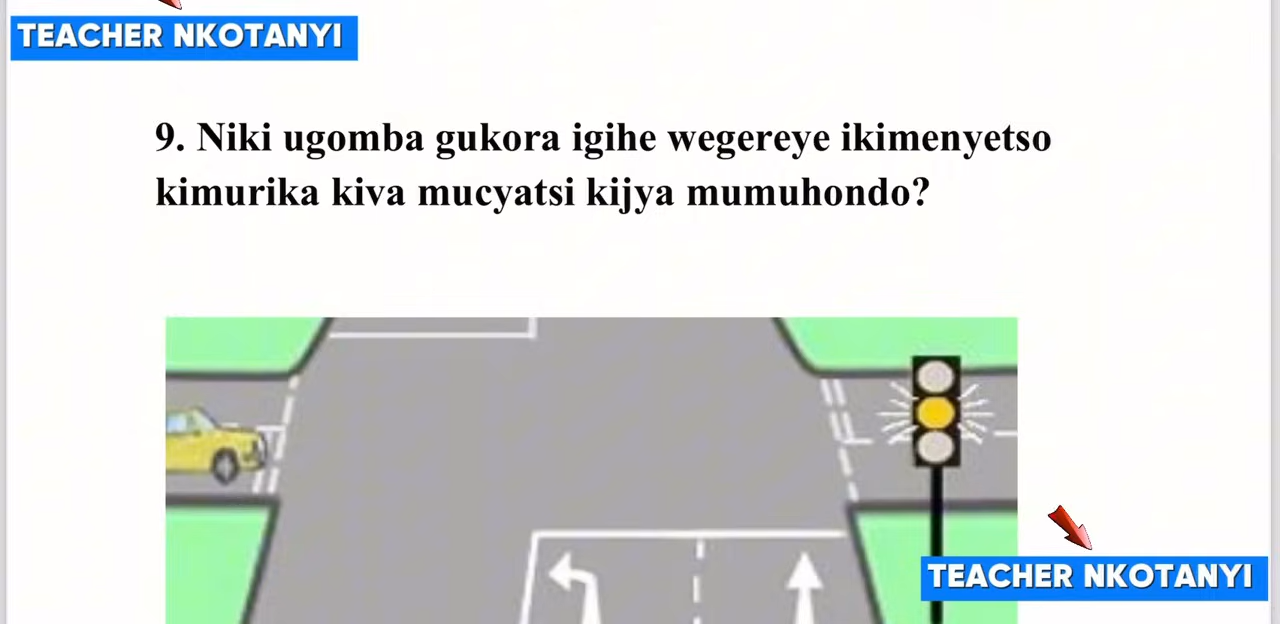 TEACHER NKOTANYI
9. Niki ugomba gukora igihe wegereye ikimenyetso
kimurika kiva mucyatsi kijya mumuhondo?
TEACHER NKOTANYI